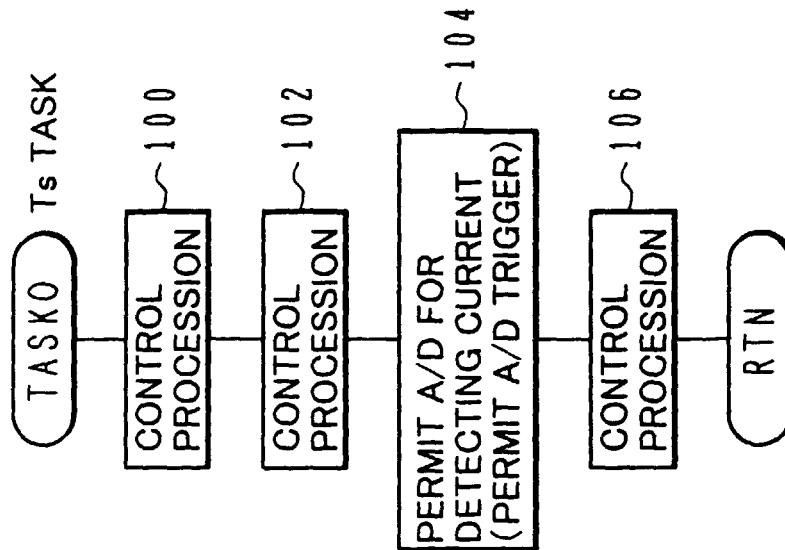 TASK0 Ts TASK
CONTROL
PROCESSION
100
CONTROL
PROCESSION
102
PERMIT A/D FOR
DETECTING CURRENT
(PERMIT A/D TRIGGER)
104
CONTROL
PROCESSION
106
RTN